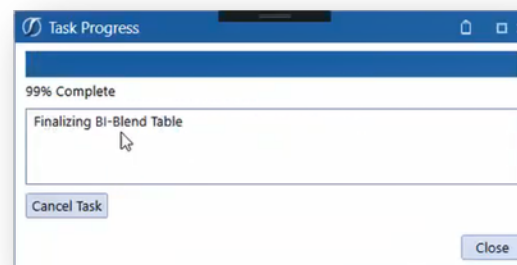 Task Progress
99% Complete
Finalizing BI-Blend Table
Cancel Task
Close